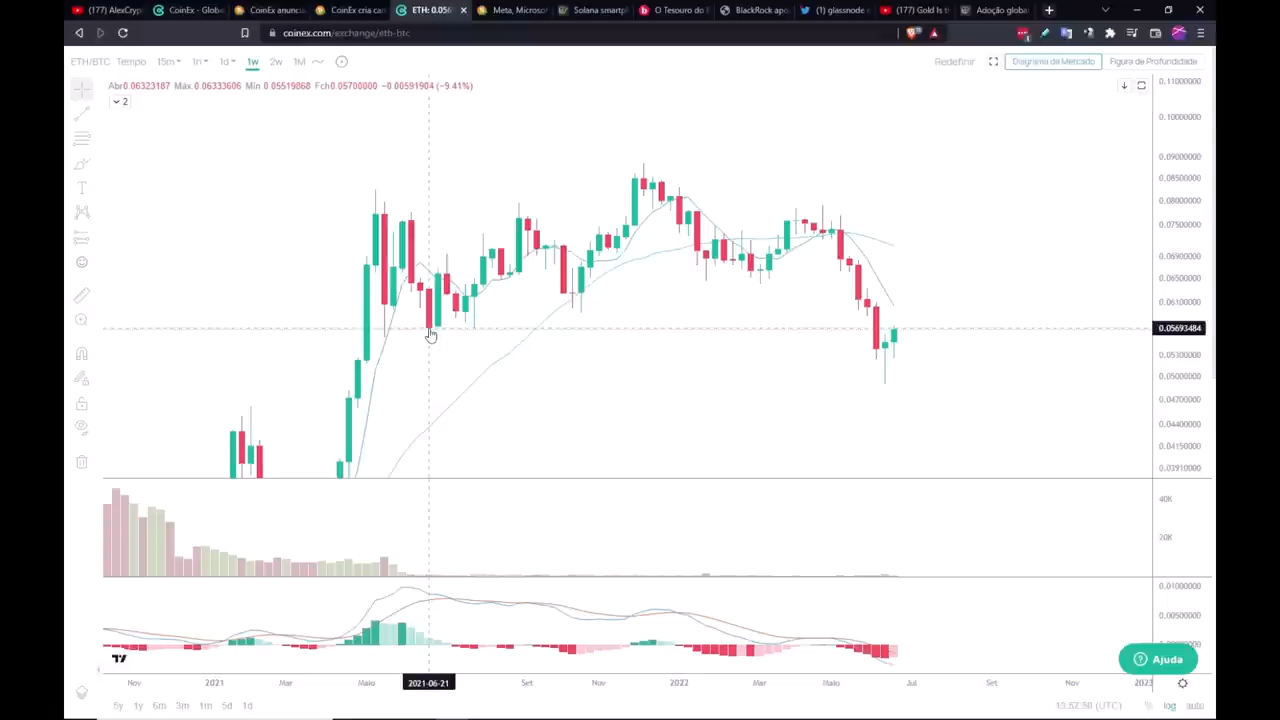 (177) AlexCryp CoinEx - Globa CoinEx anuncia CoinEx cria can ETH: 0.056 Meta, Microsof Solana smartp O Tesouro do BlackRock apo (1) glassnode (177) Gold Is th Adoção global
coinex.com/exchange/eth-btc
ETH/BTC Tempo 15m 1h 1d 1w 2w 1M Redefinir Diagrama de Mercado Figura de Profundidade
Abr0.06323187 Máx.0.06333606 Mín 0.05519868 Fch0.05700000 −0.00591904 (−9.41%)
2
0.11000000
0.10000000
0.09000000
0.08500000
0.08000000
0.07500000
0.06900000
0.06500000
0.06100000
0.05693484
0.05300000
0.05000000
0.04700000
0.04400000
0.04150000
0.03910000
40K
20K
0.01000000
0.00500000
Ajuda
Nov 2021 Mar Maio 2021-06-21 Set Nov 2022 Mar Maio Jul Set Nov 2023
5y 1y 6m 3m 1m 5d 1d (UTC) % log auto